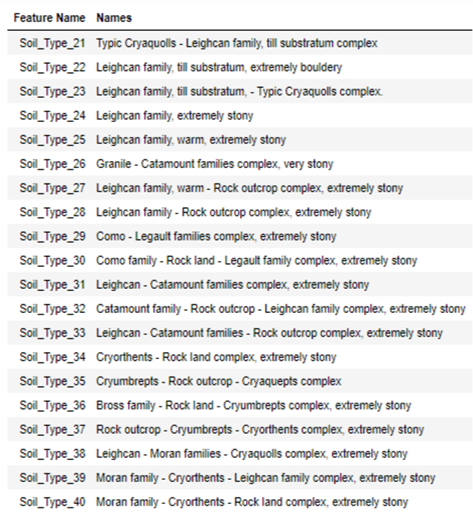 Feature Name Names
Soil_Type_21 Typic Cryaquolls - Leighcan family, till substratum complex
Soil_Type_22 Leighcan family, till substratum, extremely bouldery
Soil_Type_23 Leighcan family, till substratum, - Typic Cryaquolls complex.
Soil_Type_24 Leighcan family, extremely stony
Soil_Type_25 Leighcan family, warm, extremely stony
Soil_Type_26 Granile - Catamount families complex, very stony
Soil_Type_27 Leighcan family, warm - Rock outcrop complex, extremely stony
Soil_Type_28 Leighcan family - Rock outcrop complex, extremely stony
Soil_Type_29 Como - Legault families complex, extremely stony
Soil_Type_30 Como family - Rock land - Legault family complex, extremely stony
Soil_Type_31 Leighcan - Catamount families complex, extremely stony
Soil_Type_32 Catamount family - Rock outcrop - Leighcan family complex, extremely stony
Soil_Type_33 Leighcan - Catamount families - Rock outcrop complex, extremely stony
Soil_Type_34 Cryorthents - Rock land complex, extremely stony
Soil_Type_35 Cryumbrepts - Rock outcrop - Cryaquepts complex
Soil_Type_36 Bross family - Rock land - Cryumbrepts complex, extremely stony
Soil_Type_37 Rock outcrop - Cryumbrepts - Cryorthents complex, extremely stony
Soil_Type_38 Leighcan - Moran families - Cryaquolls complex, extremely stony
Soil_Type_39 Moran family - Cryorthents - Leighcan family complex, extremely stony
Soil_Type_40 Moran family - Cryorthents - Rock land complex, extremely stony